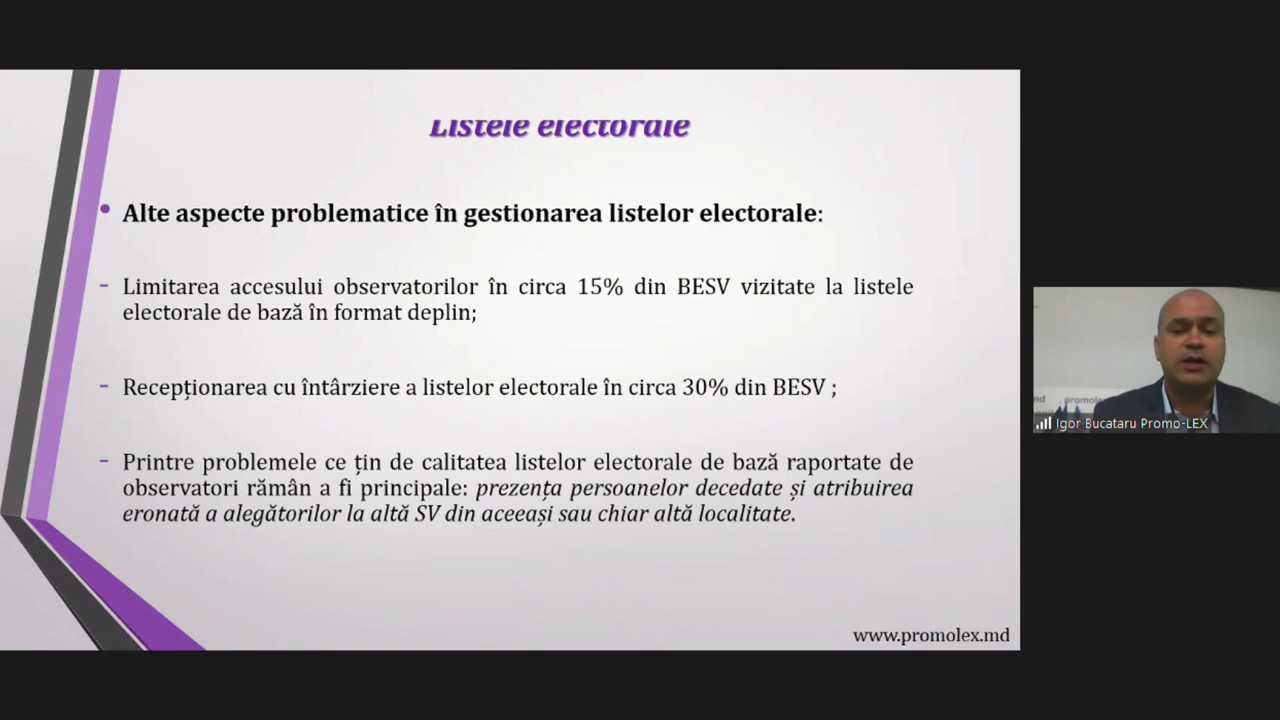 Listele electorale
• Alte aspecte problematice în gestionarea listelor electorale:
- Limitarea accesului observatorilor în circa 15% din BESV vizitate la listele
electorale de bază în format deplin;
- Recepționarea cu întârziere a listelor electorale în circa 30% din BESV ;
- Printre problemele ce țin de calitatea listelor electorale de bază raportate de
observatori rămân a fi principale: prezența persoanelor decedate și atribuirea
eronată a alegătorilor la altă SV din aceeași sau chiar altă localitate.
www.promolex.md
Igor Bucataru Promo-LEX